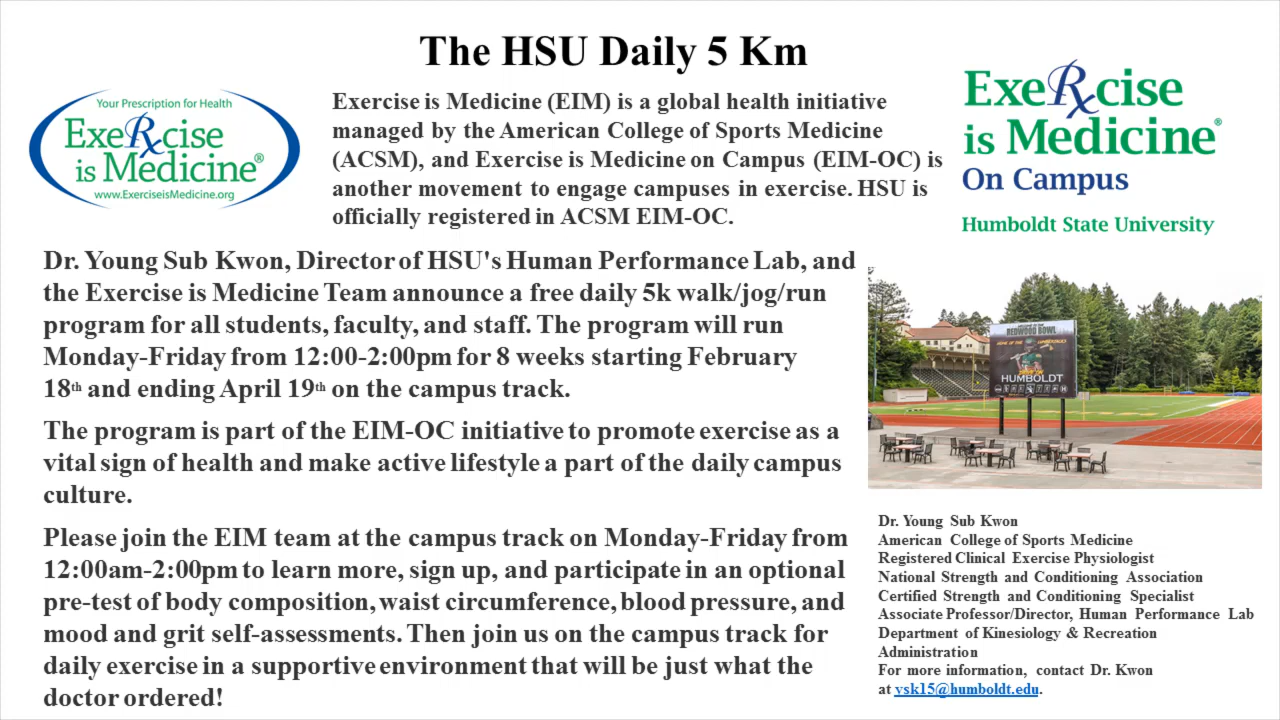 The HSU Daily 5 Km
Your Prescription for Health
ExeRxcise
is Medicine®
www.ExerciseisMedicine.org
Exercise is Medicine (EIM) is a global health initiative
managed by the American College of Sports Medicine
(ACSM), and Exercise is Medicine on Campus (EIM-OC) is
another movement to engage campuses in exercise. HSU is
officially registered in ACSM EIM-OC.
ExeRxcise
is Medicine®
On Campus
Humboldt State University
Dr. Young Sub Kwon, Director of HSU's Human Performance Lab, and
the Exercise is Medicine Team announce a free daily 5k walk/jog/run
program for all students, faculty, and staff. The program will run
Monday-Friday from 12:00-2:00pm for 8 weeks starting February
18th and ending April 19th on the campus track.
The program is part of the EIM-OC initiative to promote exercise as a
vital sign of health and make active lifestyle a part of the daily campus
culture.
Please join the EIM team at the campus track on Monday-Friday from
12:00am-2:00pm to learn more, sign up, and participate in an optional
pre-test of body composition, waist circumference, blood pressure, and
mood and grit self-assessments. Then join us on the campus track for
daily exercise in a supportive environment that will be just what the
doctor ordered!
REDWOOD BOWL
HUMBOLDT
Dr. Young Sub Kwon
American College of Sports Medicine
Registered Clinical Exercise Physiologist
National Strength and Conditioning Association
Certified Strength and Conditioning Specialist
Associate Professor/Director, Human Performance Lab
Department of Kinesiology & Recreation
Administration
For more information, contact Dr. Kwon
at ysk15@humboldt.edu.